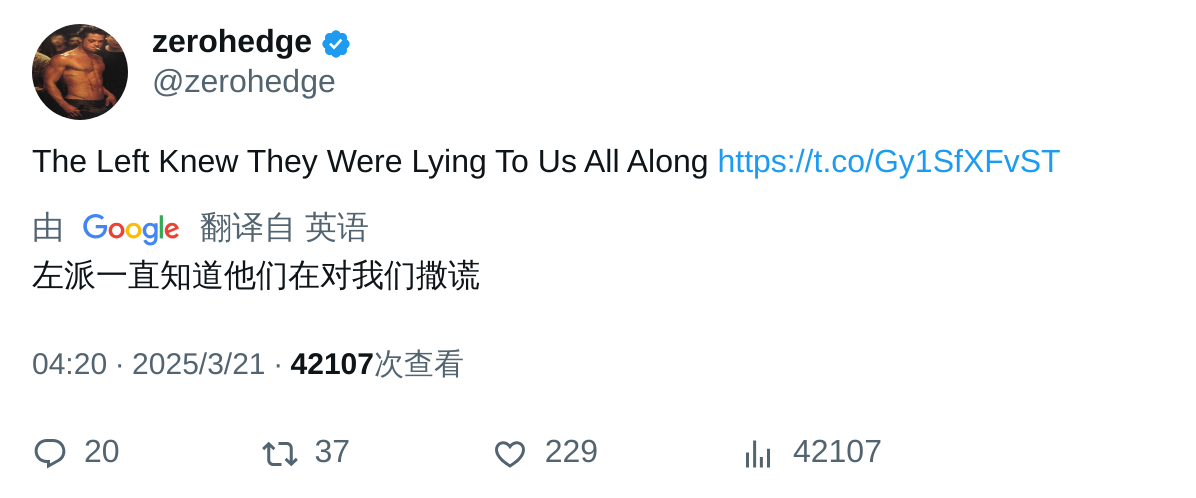 zerohedge
@zerohedge
The Left Knew They Were Lying To Us All Along https://t.co/Gy1SfXFvST
由 Google 翻译自 英语
左派一直知道他们在对我们撒谎
04:20 · 2025/3/21 · 42107次查看
20 37 229 42107